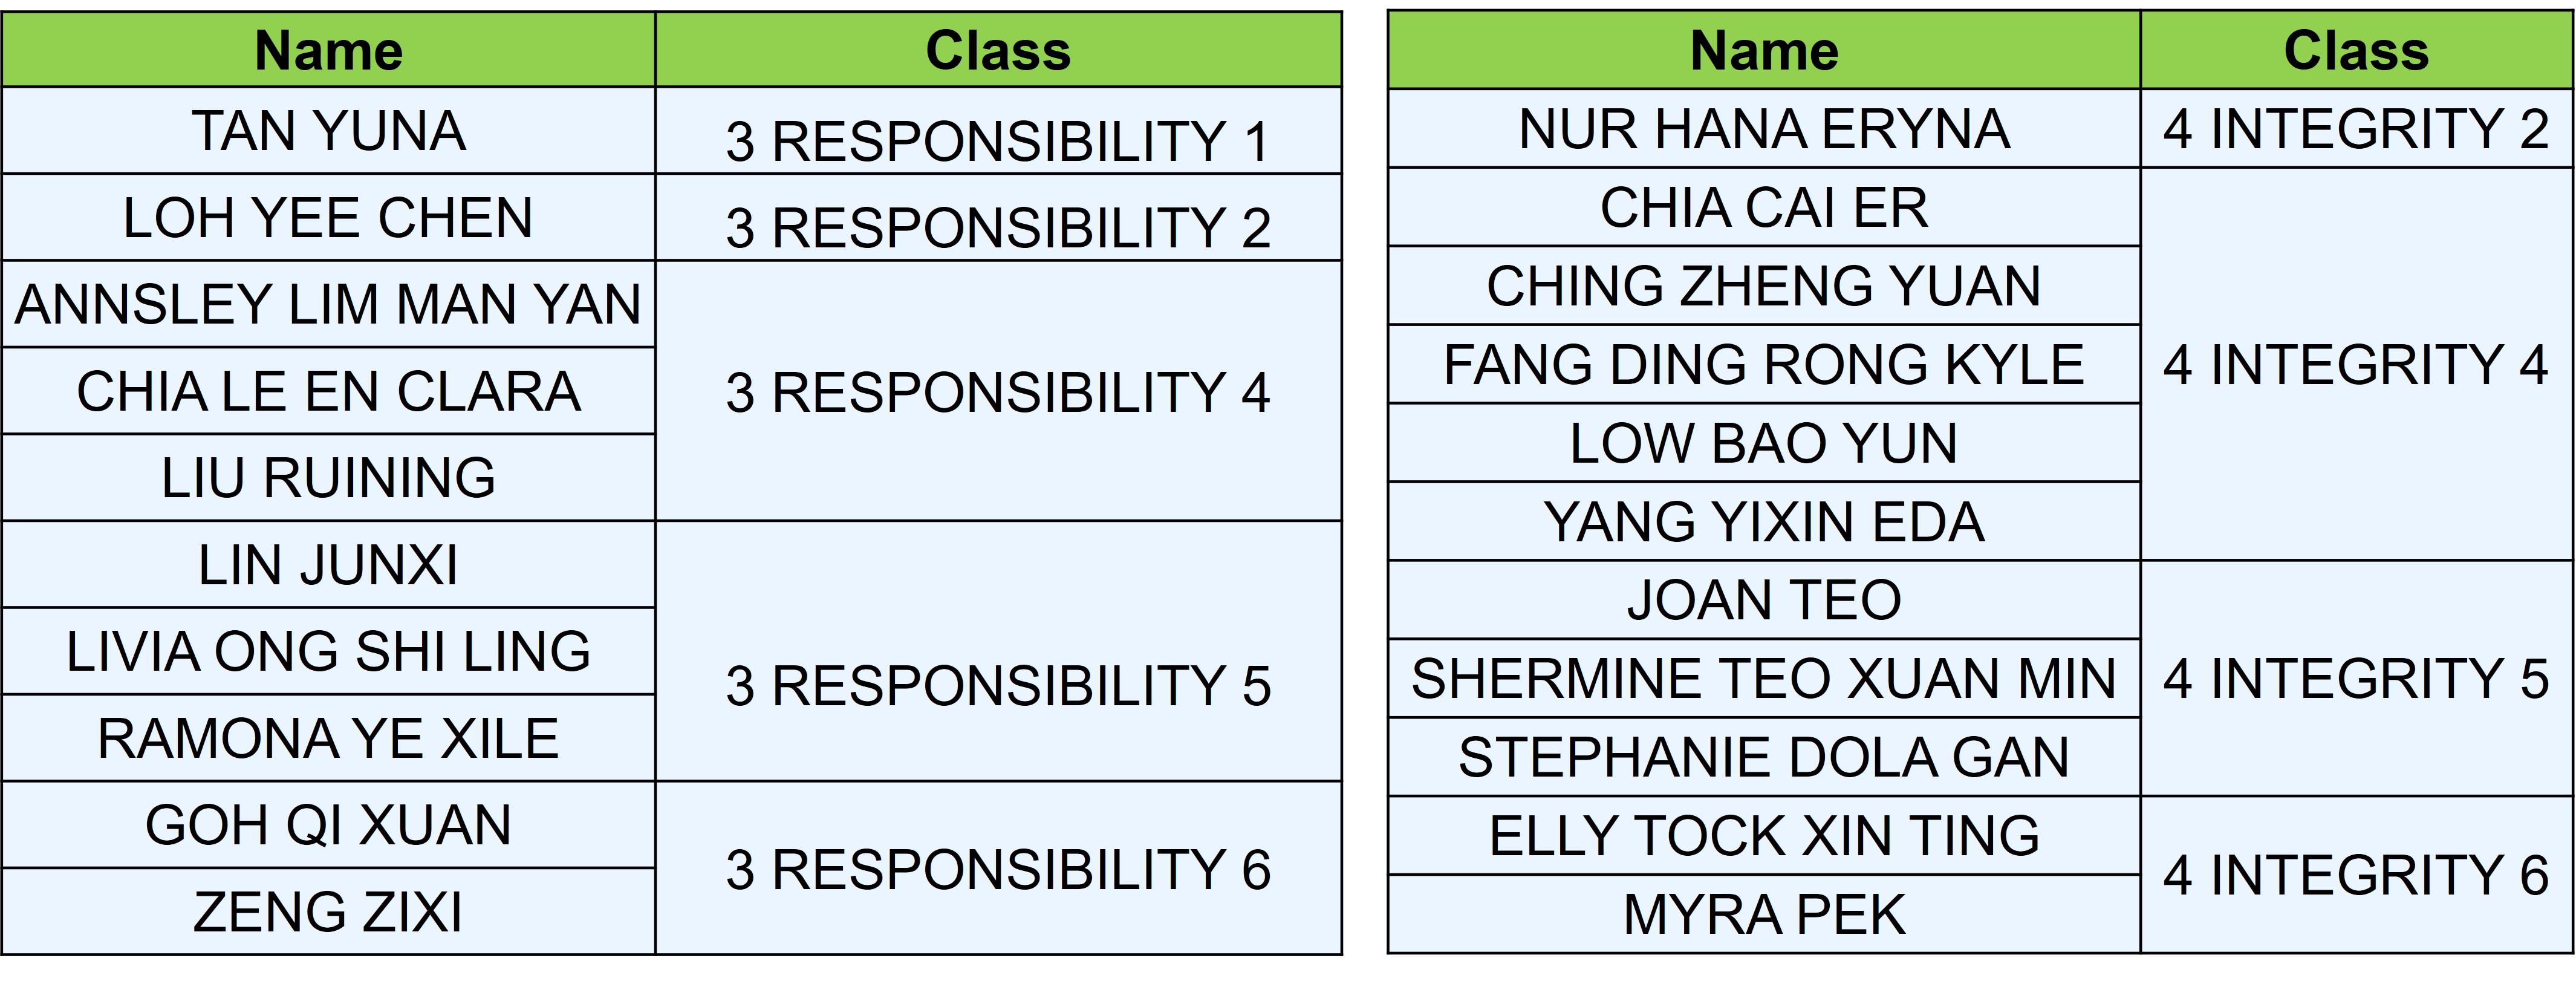 Name Class
TAN YUNA 3 RESPONSIBILITY 1
LOH YEE CHEN 3 RESPONSIBILITY 2
ANNSLEY LIM MAN YAN
CHIA LE EN CLARA 3 RESPONSIBILITY 4
LIU RUINING
LIN JUNXI
LIVIA ONG SHI LING 3 RESPONSIBILITY 5
RAMONA YE XILE
GOH QI XUAN 3 RESPONSIBILITY 6
ZENG ZIXI
Name Class
NUR HANA ERYNA 4 INTEGRITY 2
CHIA CAI ER
CHING ZHENG YUAN
FANG DING RONG KYLE 4 INTEGRITY 4
LOW BAO YUN
YANG YIXIN EDA
JOAN TEO
SHERMINE TEO XUAN MIN 4 INTEGRITY 5
STEPHANIE DOLA GAN
ELLY TOCK XIN TING 4 INTEGRITY 6
MYRA PEK